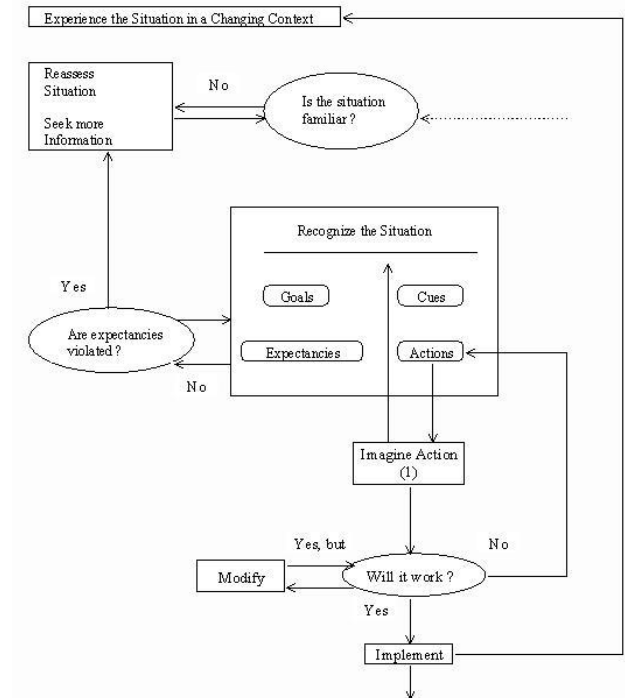 Experience the Situation in a Changing Context
Reassess
Situation
Seek more
Information
No
Is the situation
familiar?
Recognize the Situation
Goals
Cues
Expectancies
Actions
Yes
Are expectancies
violated?
No
Imagine Action
(1)
Yes, but
No
Modify
Will it work?
Yes
Implement